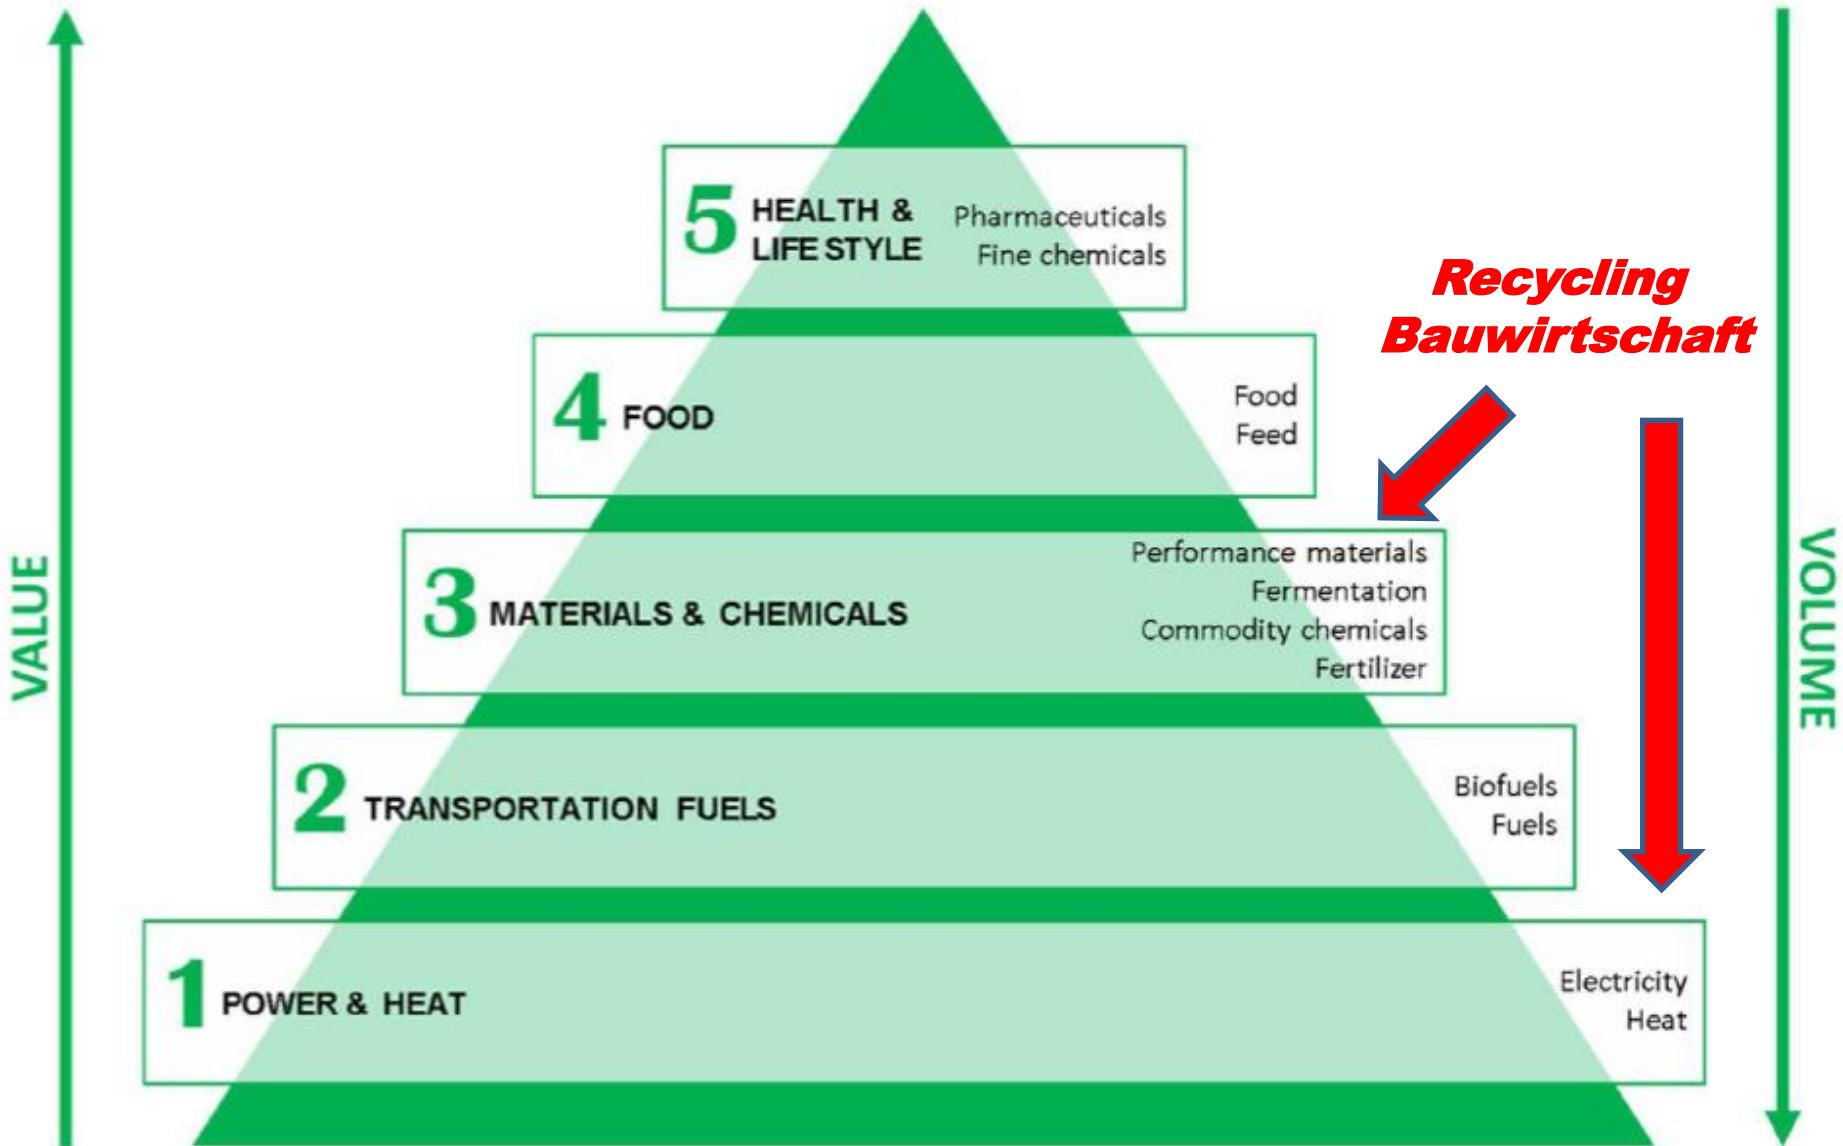 VALUE
5
HEALTH &
LIFE STYLE
Pharmaceuticals
Fine chemicals
Recycling
Bauwirtschaft
4
FOOD
Food
Feed
3
MATERIALS & CHEMICALS
Performance materials
Fermentation
Commodity chemicals
Fertilizer
2
TRANSPORTATION FUELS
Biofuels
Fuels
1
POWER & HEAT
Electricity
Heat
VOLUME